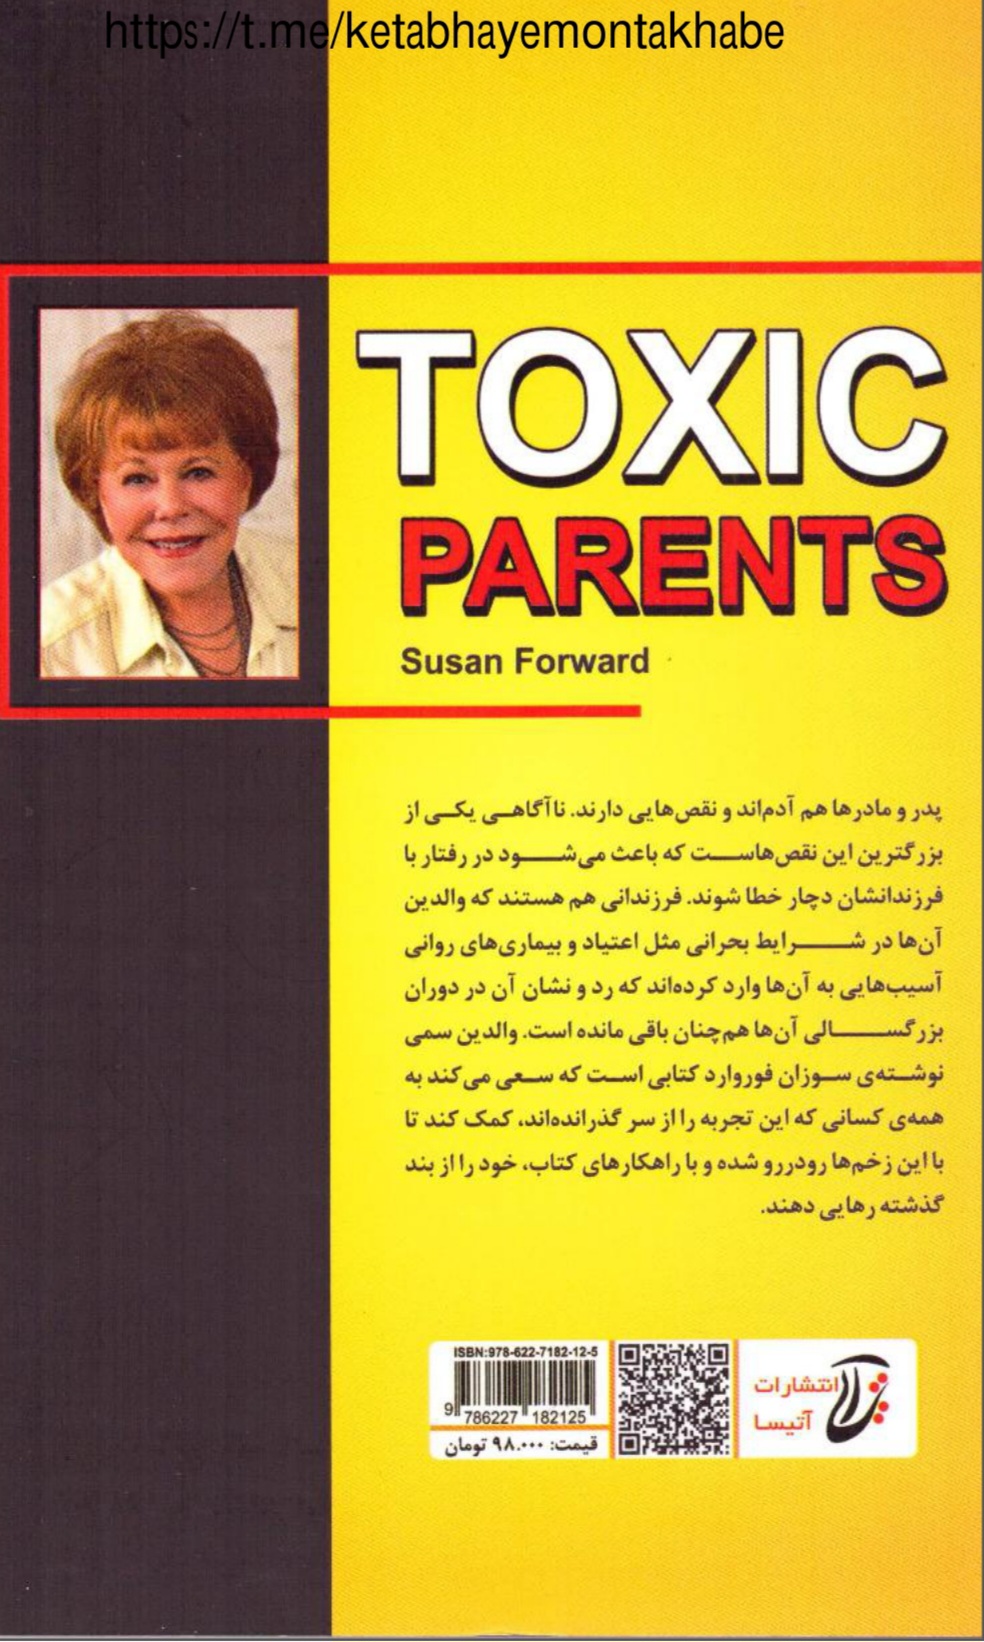 https://t.me/ketabhayemontakhabe
TOXIC
PARENTS
Susan Forward
پدر و مادرها هم آدم‌اند و نقص‌هایی دارند. ناآگاهی یکی از
بزرگترین این نقص‌هاست که باعث می‌شود در رفتار با
فرزندانشان دچار خطا شوند. فرزندانی هم هستند که والدین
آن‌ها در شرایط بحرانی مثل اعتیاد و بیماری‌های روانی
آسیب‌هایی به آن‌ها وارد کرده‌اند که رد و نشان آن در دوران
بزرگسالی آن‌ها هم‌چنان باقی مانده است. والدین سمی
نوشته‌ی سوزان فوروارد کتابی است که سعی می‌کند به
همه‌ی کسانی که این تجربه را از سر گذرانده‌اند، کمک کند تا
با این زخم‌ها رودررو شده و با راهکارهای کتاب، خود را از بند
گذشته رهایی دهند.
ISBN:978-622-7182-12-5
9 786227 182125
قیمت: ۹۸.۰۰۰ تومان
انتشارات
آتیسا